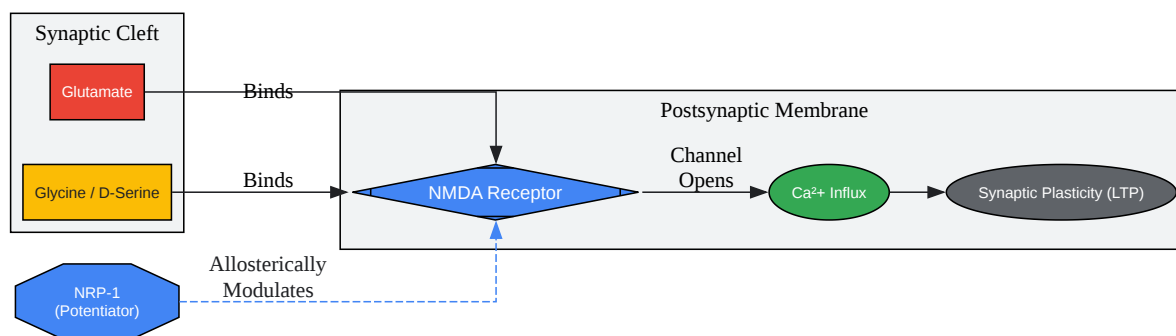 Synaptic Cleft
Glutamate
Binds
Postsynaptic Membrane
Glycine / D-Serine
Binds
NMDA Receptor
Channel
Opens
Ca²+ Influx
Synaptic Plasticity (LTP)
NRP-1
(Potentiator)
Allosterically
Modulates